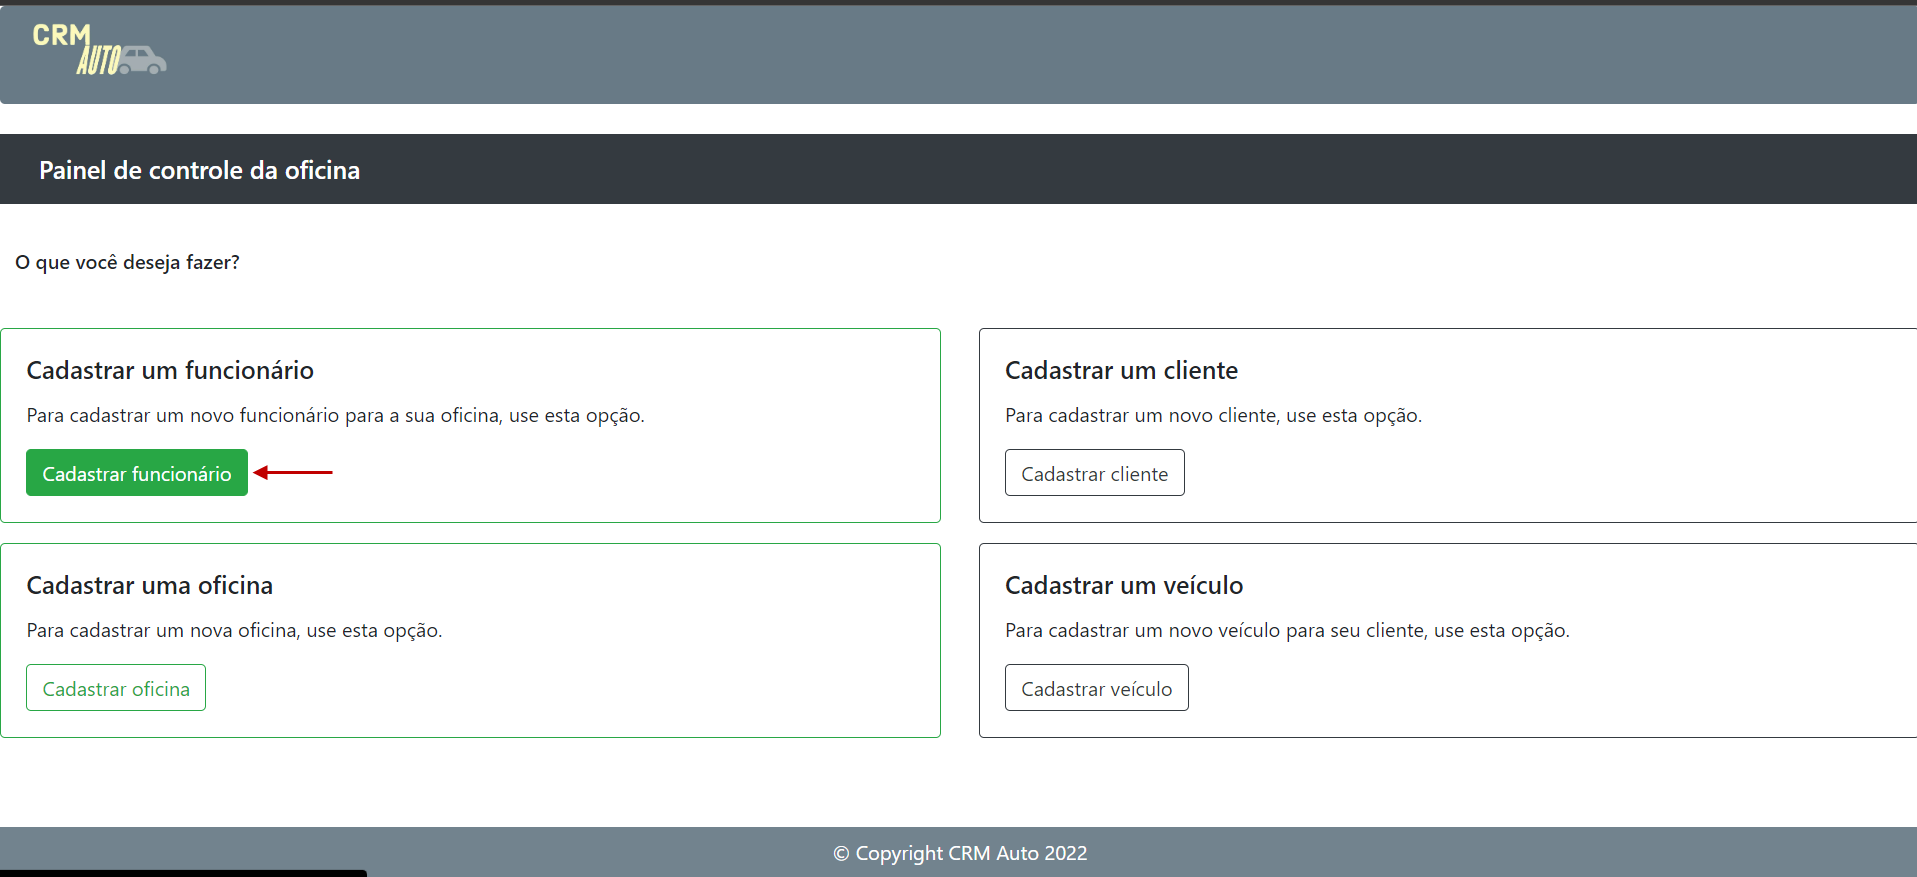 CRM
AUTO
Painel de controle da oficina
O que você deseja fazer?
Cadastrar um funcionário
Para cadastrar um novo funcionário para a sua oficina, use esta opção.
Cadastrar funcionário
Cadastrar um cliente
Para cadastrar um novo cliente, use esta opção.
Cadastrar cliente
Cadastrar uma oficina
Para cadastrar um nova oficina, use esta opção.
Cadastrar oficina
Cadastrar um veículo
Para cadastrar um novo veículo para seu cliente, use esta opção.
Cadastrar veículo
© Copyright CRM Auto 2022